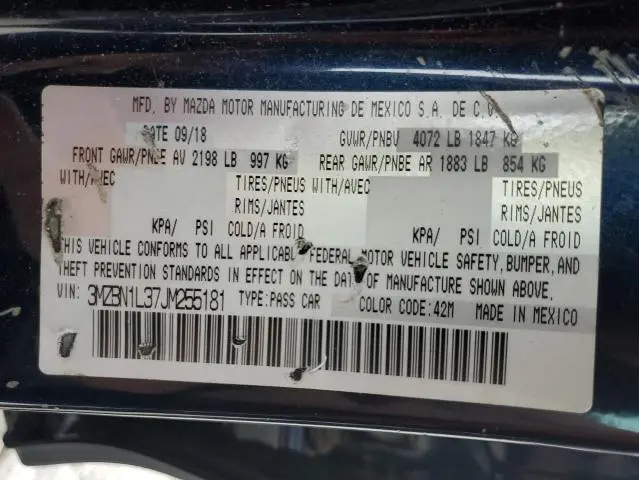 MFD. BY MAZDA MOTOR MANUFACTURING DE MEXICO S.A. DE C.V.
DATE 09/18 GVWR/PNBV 4072 LB 1847 KG
FRONT GAWR/PNBE AV 2198 LB 997 KG REAR GAWR/PNBE AR 1883 LB 854 KG
WITH/AVEC TIRES/PNEUS WITH/AVEC TIRES/PNEUS
RIMS/JANTES RIMS/JANTES
KPA/ PSI COLD/A FROID KPA/ PSI COLD/A FROID
THIS VEHICLE CONFORMS TO ALL APPLICABLE FEDERAL MOTOR VEHICLE SAFETY, BUMPER, AND
THEFT PREVENTION STANDARDS IN EFFECT ON THE DATE OF MANUFACTURE SHOWN ABOVE.
VIN: 3MZBN1L37JM255181 TYPE:PASS CAR COLOR CODE:42M MADE IN MEXICO